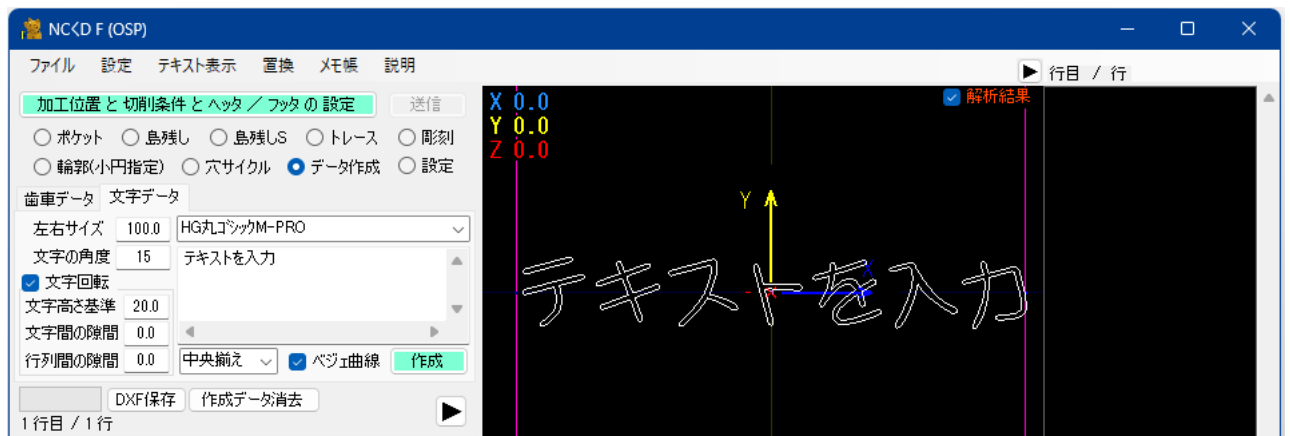 NCくD F (OSP)
ファイル 設定 テキスト表示 置換 メモ帳 説明
行目 / 行
加工位置 と 切削条件 と ヘッダ / フッタ の 設定 送信
ポケット 島残し 島残しS トレース 彫刻
輪郭(小円指定) 穴サイクル データ作成 設定
歯車データ 文字データ
左右サイズ 100.0 HG丸ゴシックM-PRO
文字の角度 15 テキストを入力
文字回転
文字高さ基準 20.0
文字間の隙間 0.0
行列間の隙間 0.0 中央揃え ベジェ曲線 作成
DXF保存 作成データ消去
1行目 / 1行
X 0.0
Y 0.0
Z 0.0
解析結果
Y
X
テキストを入力